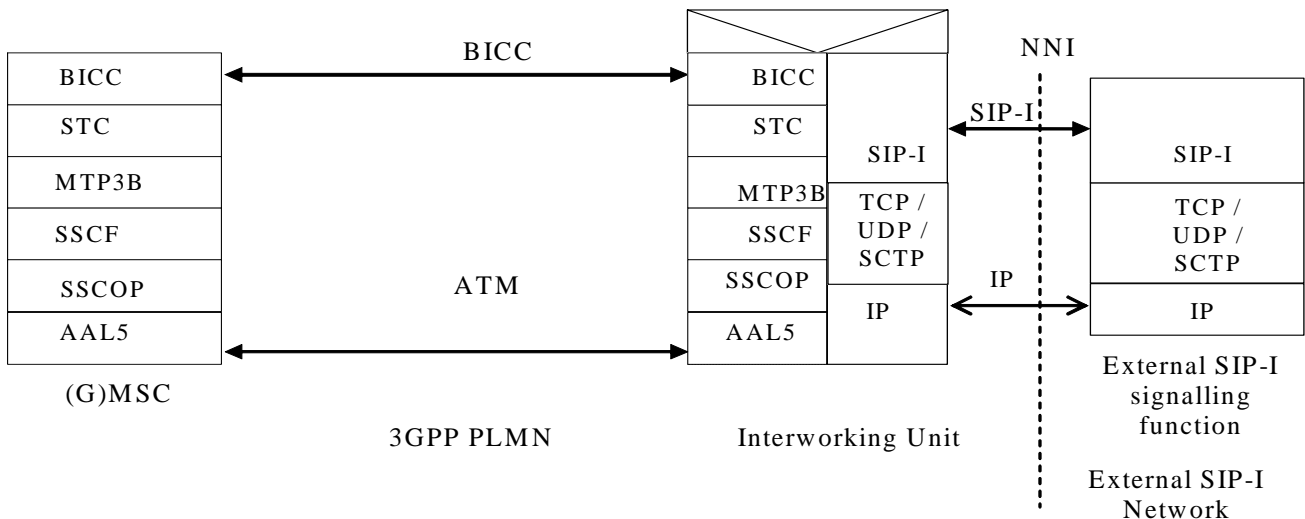 BICC
STC
MTP3B
SSCF
SSCOP
AAL5
(G)MSC
BICC
ATM
3GPP PLMN
BICC
STC
MTP3B
SSCF
SSCOP
AAL5
SIP-I
TCP /
UDP /
SCTP
IP
Interworking Unit
NNI
SIP-I
IP
SIP-I
TCP /
UDP /
SCTP
IP
External SIP-I
signalling
function
External SIP-I
Network